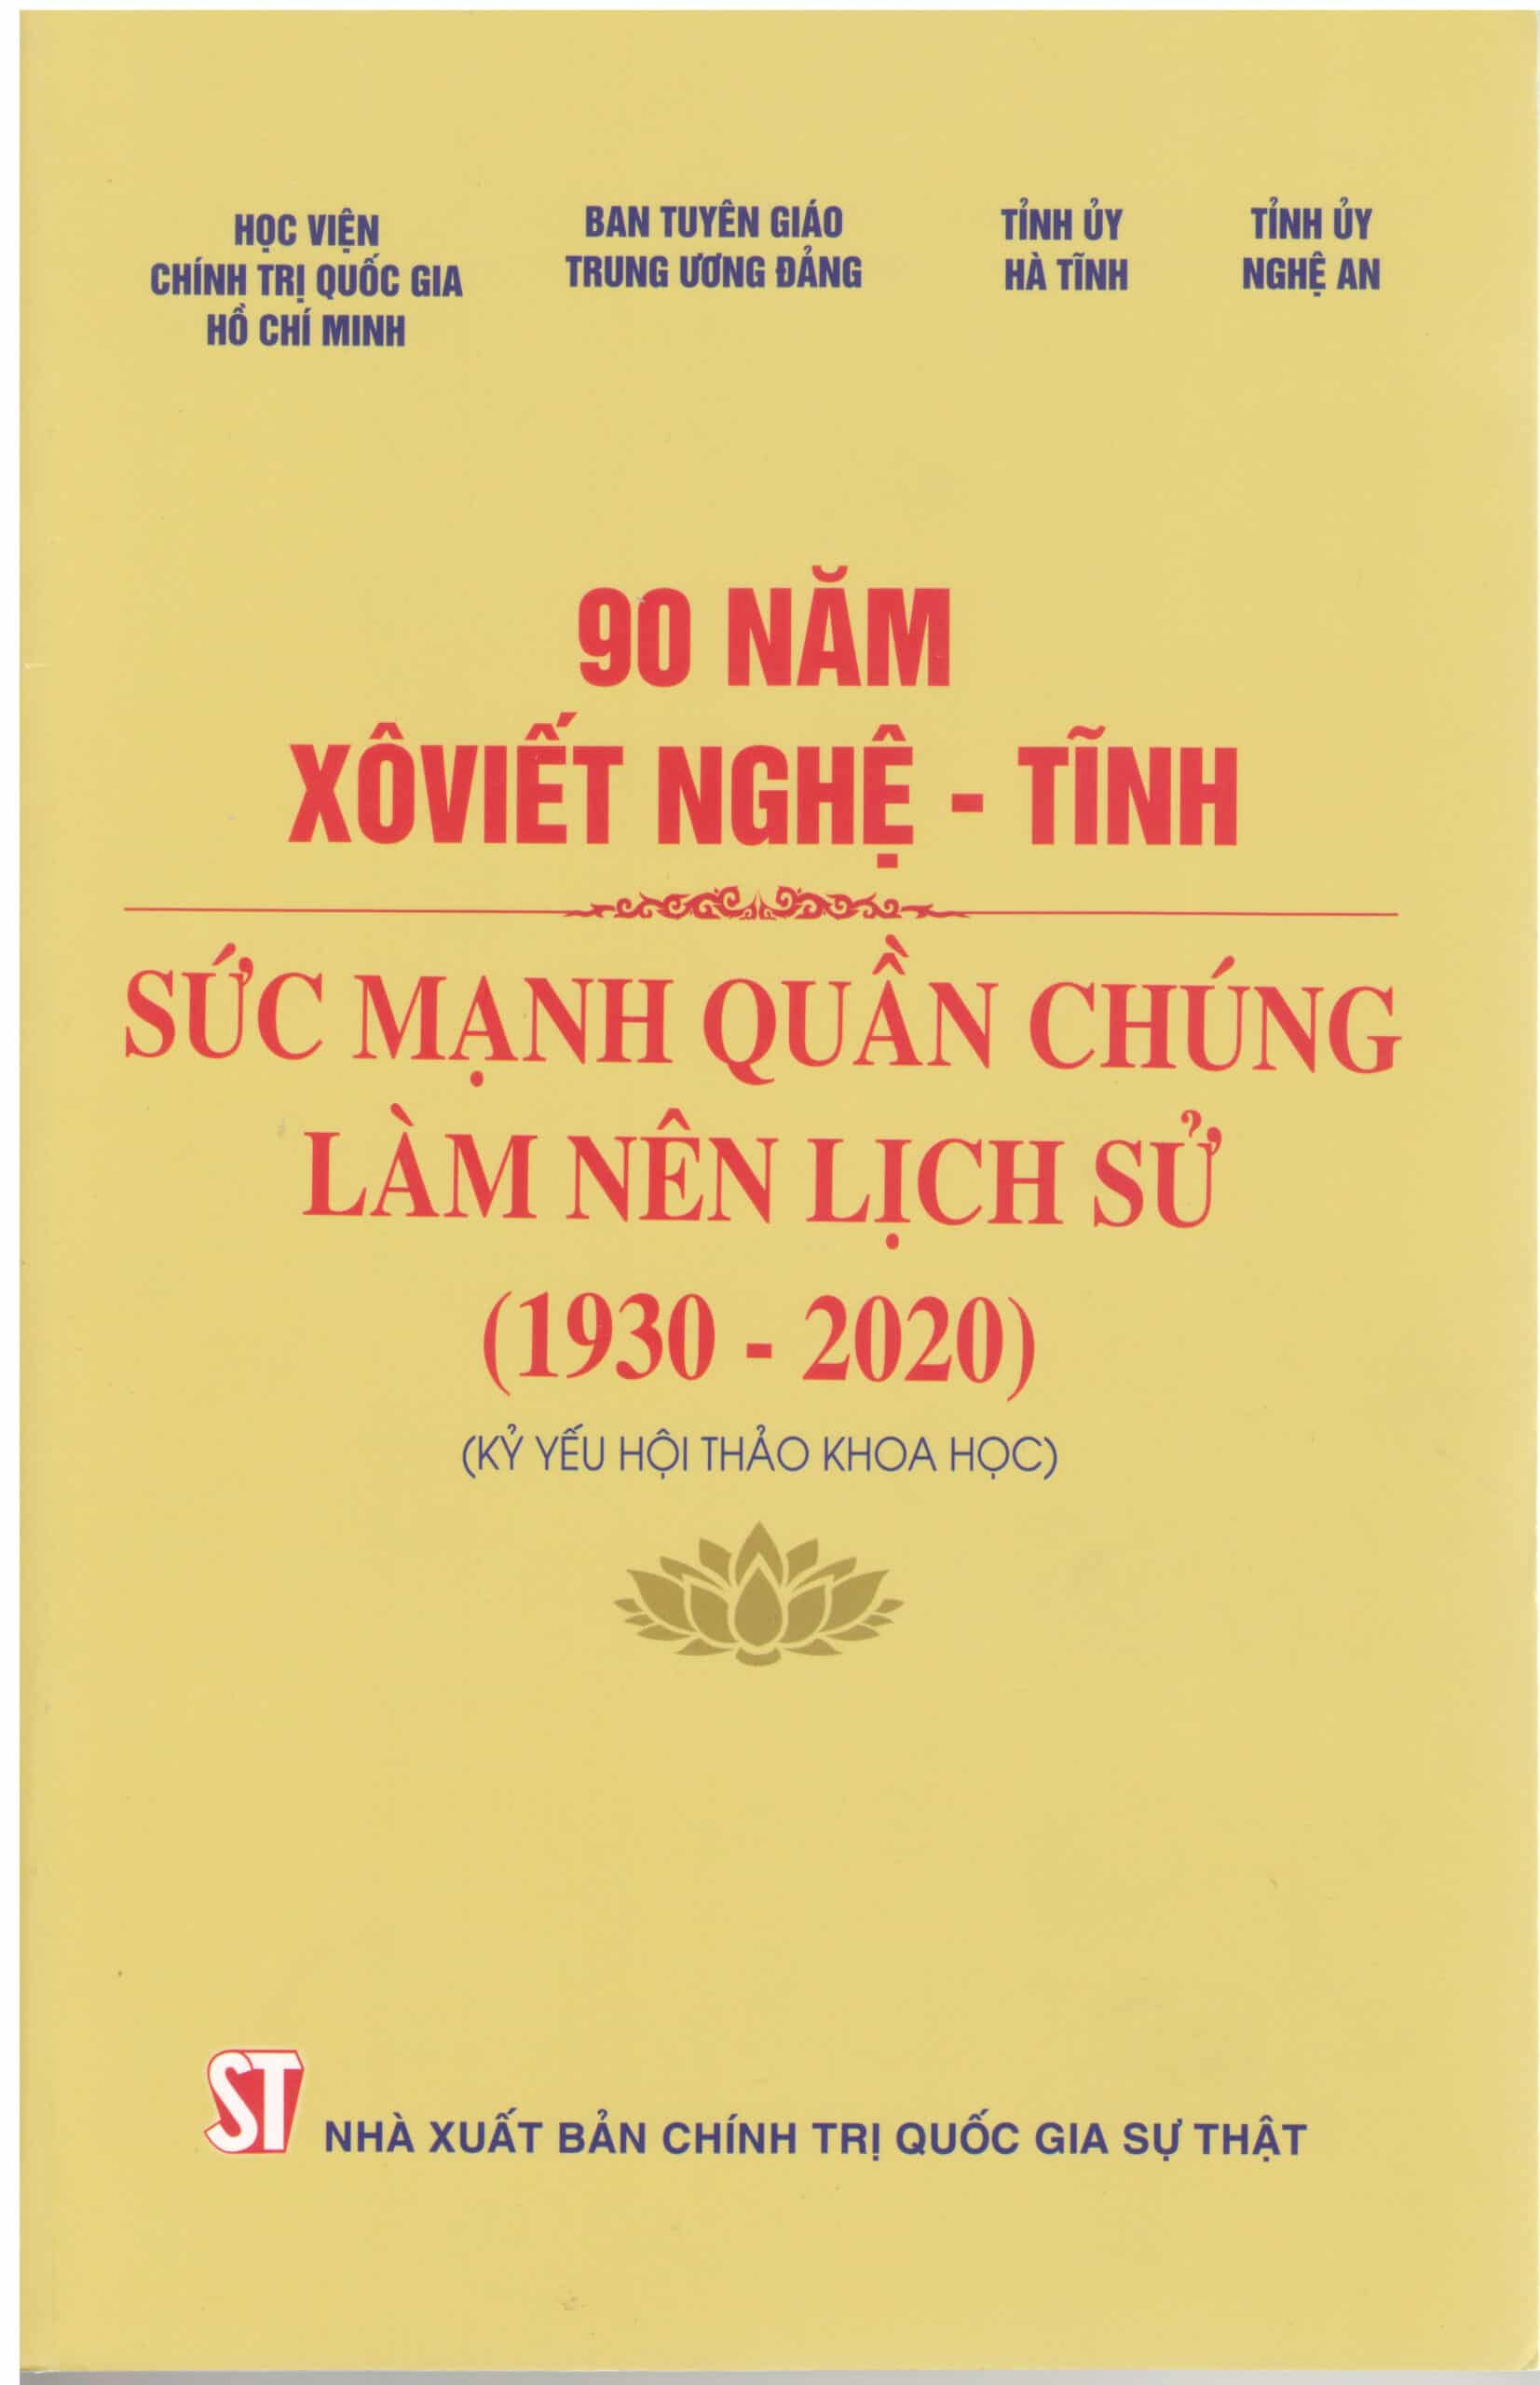 HỌC VIỆN
CHÍNH TRỊ QUỐC GIA
HỒ CHÍ MINH
BAN TUYÊN GIÁO
TRUNG ƯƠNG ĐẢNG
TỈNH ỦY
HÀ TĨNH
TỈNH ỦY
NGHỆ AN
90 NĂM
XÔVIẾT NGHỆ - TĨNH
SỨC MẠNH QUẦN CHÚNG
LÀM NÊN LỊCH SỬ
(1930 - 2020)
(KỶ YẾU HỘI THẢO KHOA HỌC)
ST
NHÀ XUẤT BẢN CHÍNH TRỊ QUỐC GIA SỰ THẬT